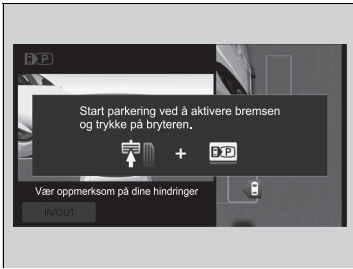 P
Start parkering ved å aktivere bremsen
og trykke på bryteren.
+ P
Vær oppmerksom på dine hindringer
IN/OUT